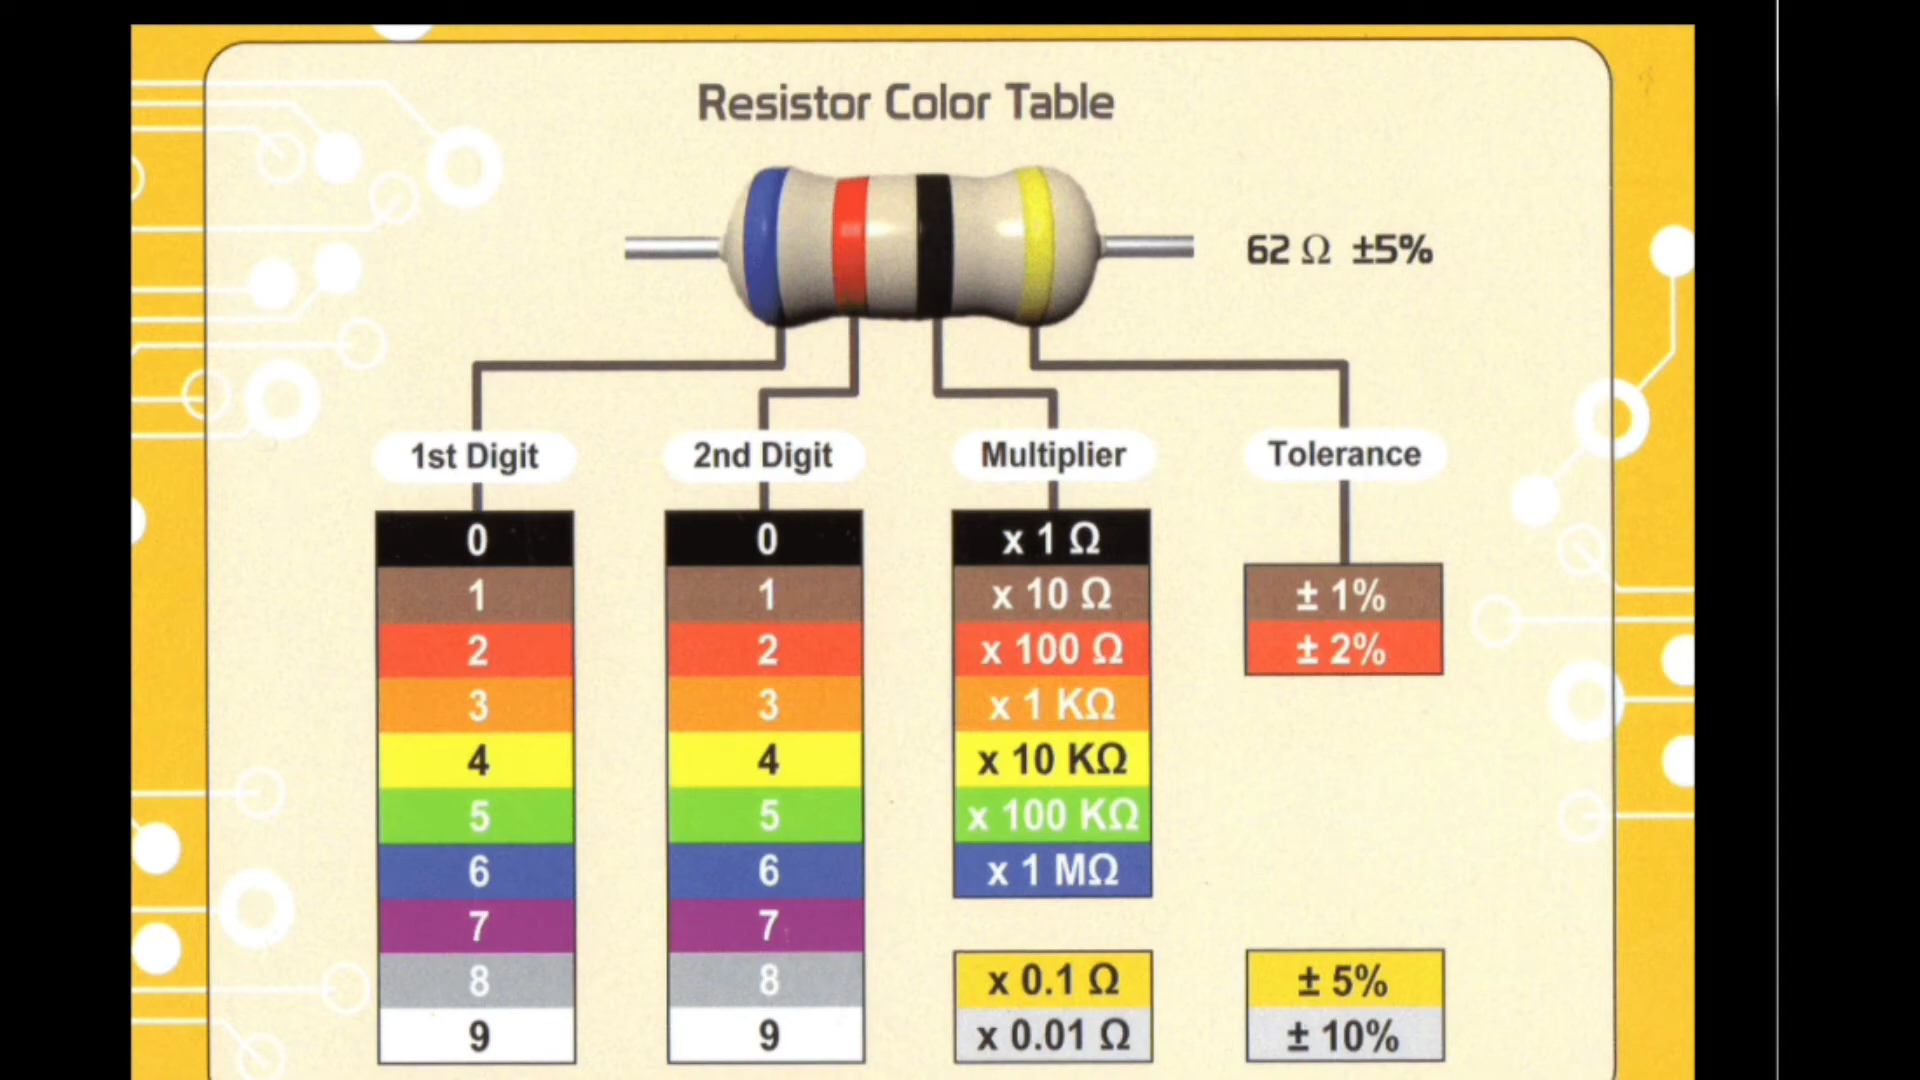 Resistor Color Table
62 Ω ±5%
1st Digit 2nd Digit Multiplier Tolerance
0 0 x 1 Ω
1 1 x 10 Ω ± 1%
2 2 x 100 Ω ± 2%
3 3 x 1 KΩ
4 4 x 10 KΩ
5 5 x 100 KΩ
6 6 x 1 MΩ
7 7
8 8 x 0.1 Ω ± 5%
9 9 x 0.01 Ω ± 10%